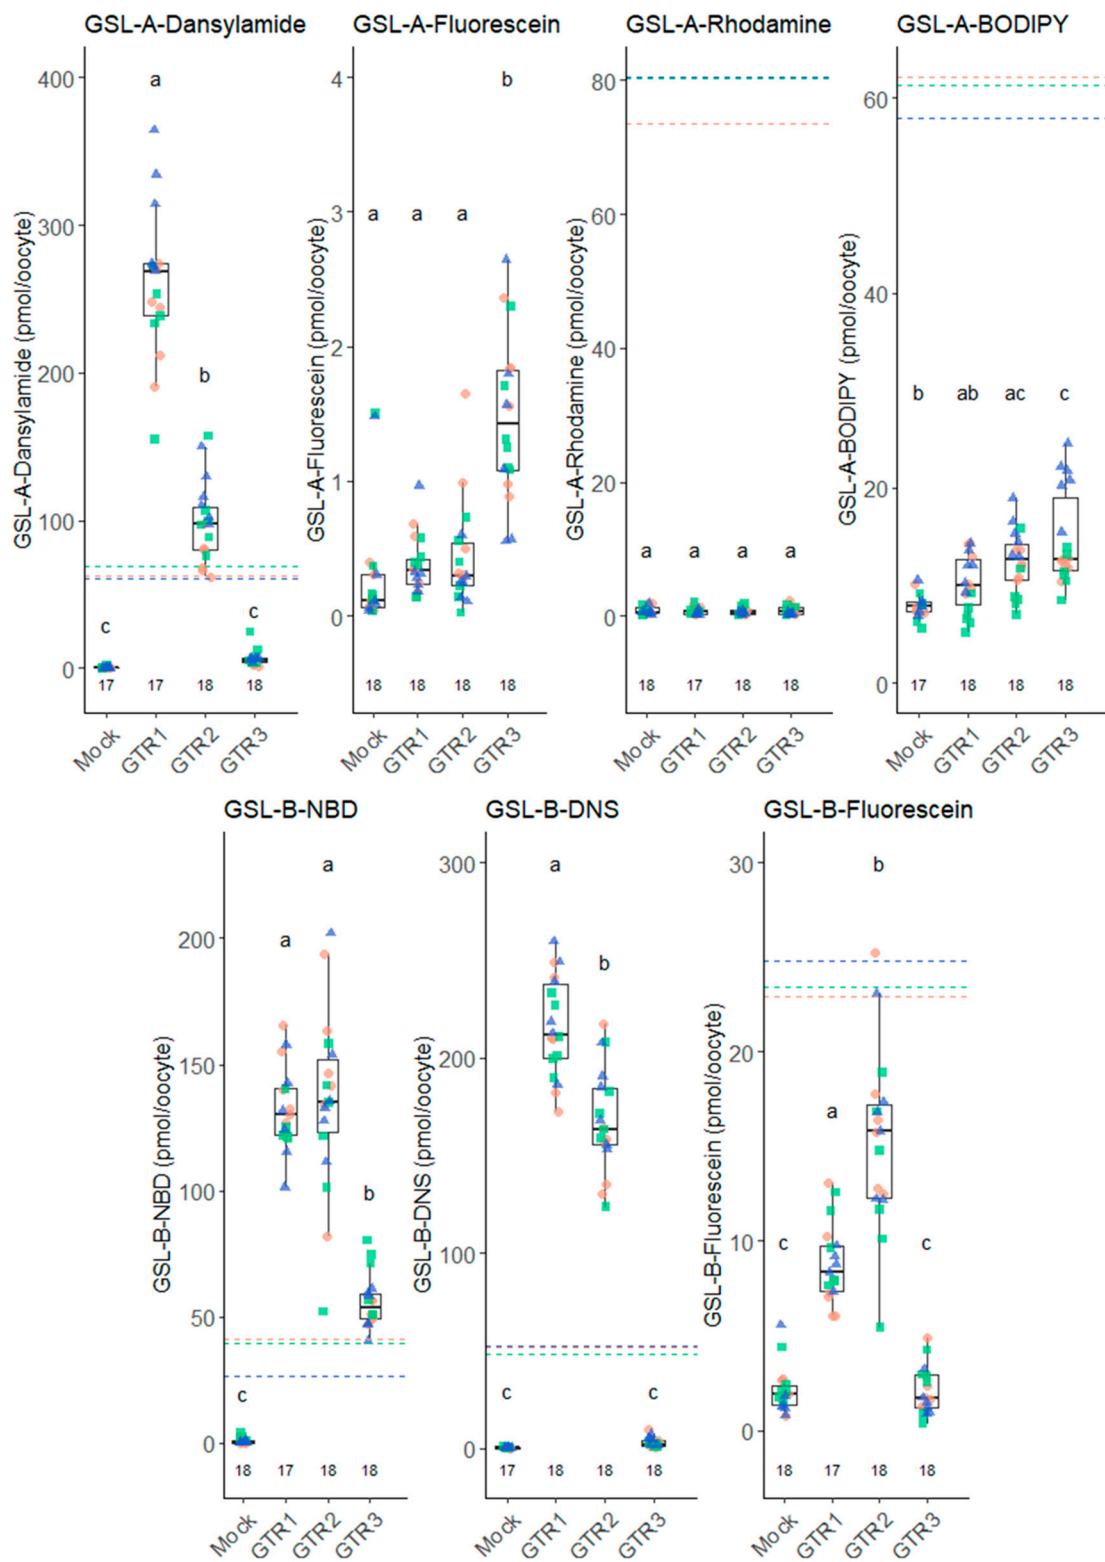 GSL-A-Dansylamide GSL-A-Fluorescein GSL-A-Rhodamine GSL-A-BODIPY
GSL-A-Dansylamide (pmol/oocyte)
400
300
200
100
0
a
b
c
c
17 17 18 18
Mock GTR1 GTR2 GTR3
GSL-A-Fluorescein (pmol/oocyte)
4
3
2
1
0
b
a a a
18 18 18 18
Mock GTR1 GTR2 GTR3
GSL-A-Rhodamine (pmol/oocyte)
80
60
40
20
0
a a a a
18 17 18 18
Mock GTR1 GTR2 GTR3
GSL-A-BODIPY (pmol/oocyte)
60
40
20
0
b ab ac c
17 18 18 18
Mock GTR1 GTR2 GTR3
GSL-B-NBD GSL-B-DNS GSL-B-Fluorescein
GSL-B-NBD (pmol/oocyte)
200
150
100
50
0
a
a
b
c
18 17 18 18
Mock GTR1 GTR2 GTR3
GSL-B-DNS (pmol/oocyte)
300
200
100
0
a
b
c c
17 18 18 18
Mock GTR1 GTR2 GTR3
GSL-B-Fluorescein (pmol/oocyte)
30
20
10
0
b
a
c c
18 17 18 18
Mock GTR1 GTR2 GTR3